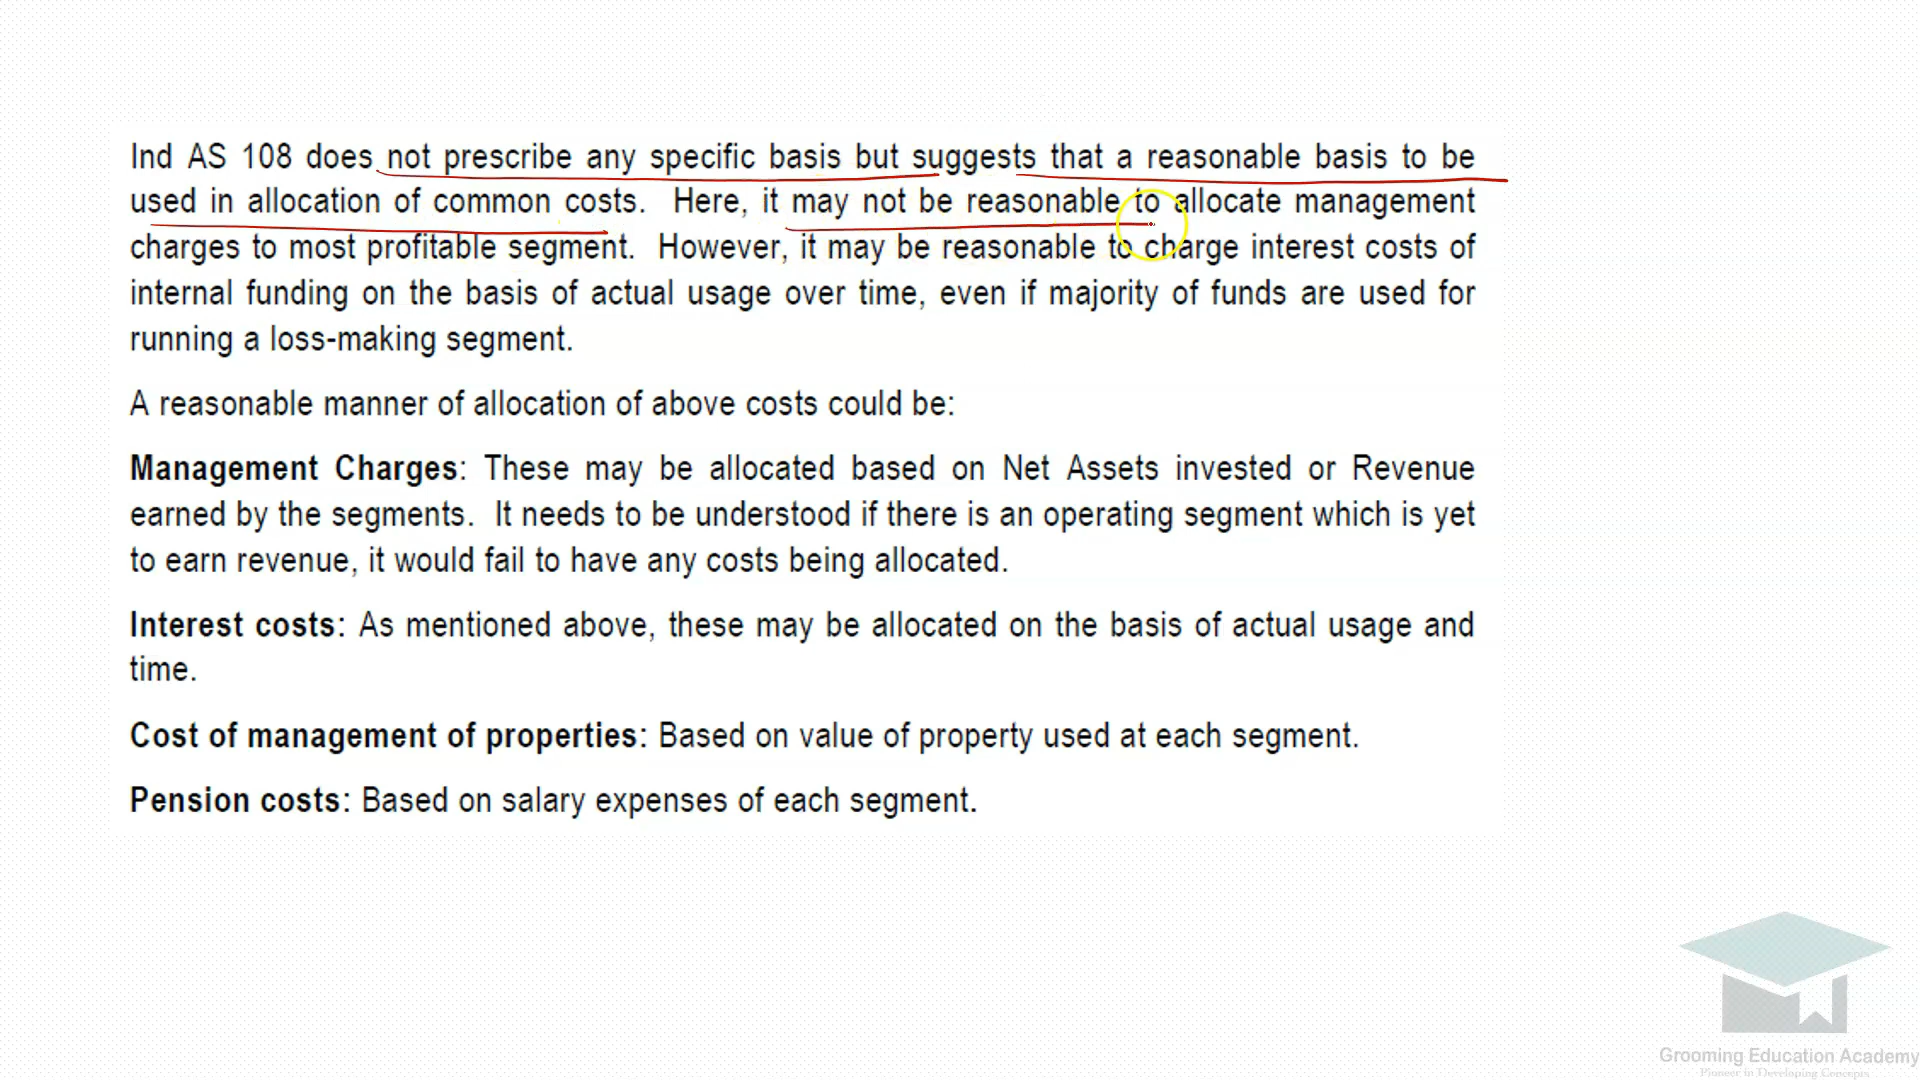 Ind AS 108 does not prescribe any specific basis but suggests that a reasonable basis to be
used in allocation of common costs. Here, it may not be reasonable to allocate management
charges to most profitable segment. However, it may be reasonable to charge interest costs of
internal funding on the basis of actual usage over time, even if majority of funds are used for
running a loss-making segment.
A reasonable manner of allocation of above costs could be:
Management Charges: These may be allocated based on Net Assets invested or Revenue
earned by the segments. It needs to be understood if there is an operating segment which is yet
to earn revenue, it would fail to have any costs being allocated.
Interest costs: As mentioned above, these may be allocated on the basis of actual usage and
time.
Cost of management of properties: Based on value of property used at each segment.
Pension costs: Based on salary expenses of each segment.
Grooming Education Academy
Pioneer in Developing Concepts